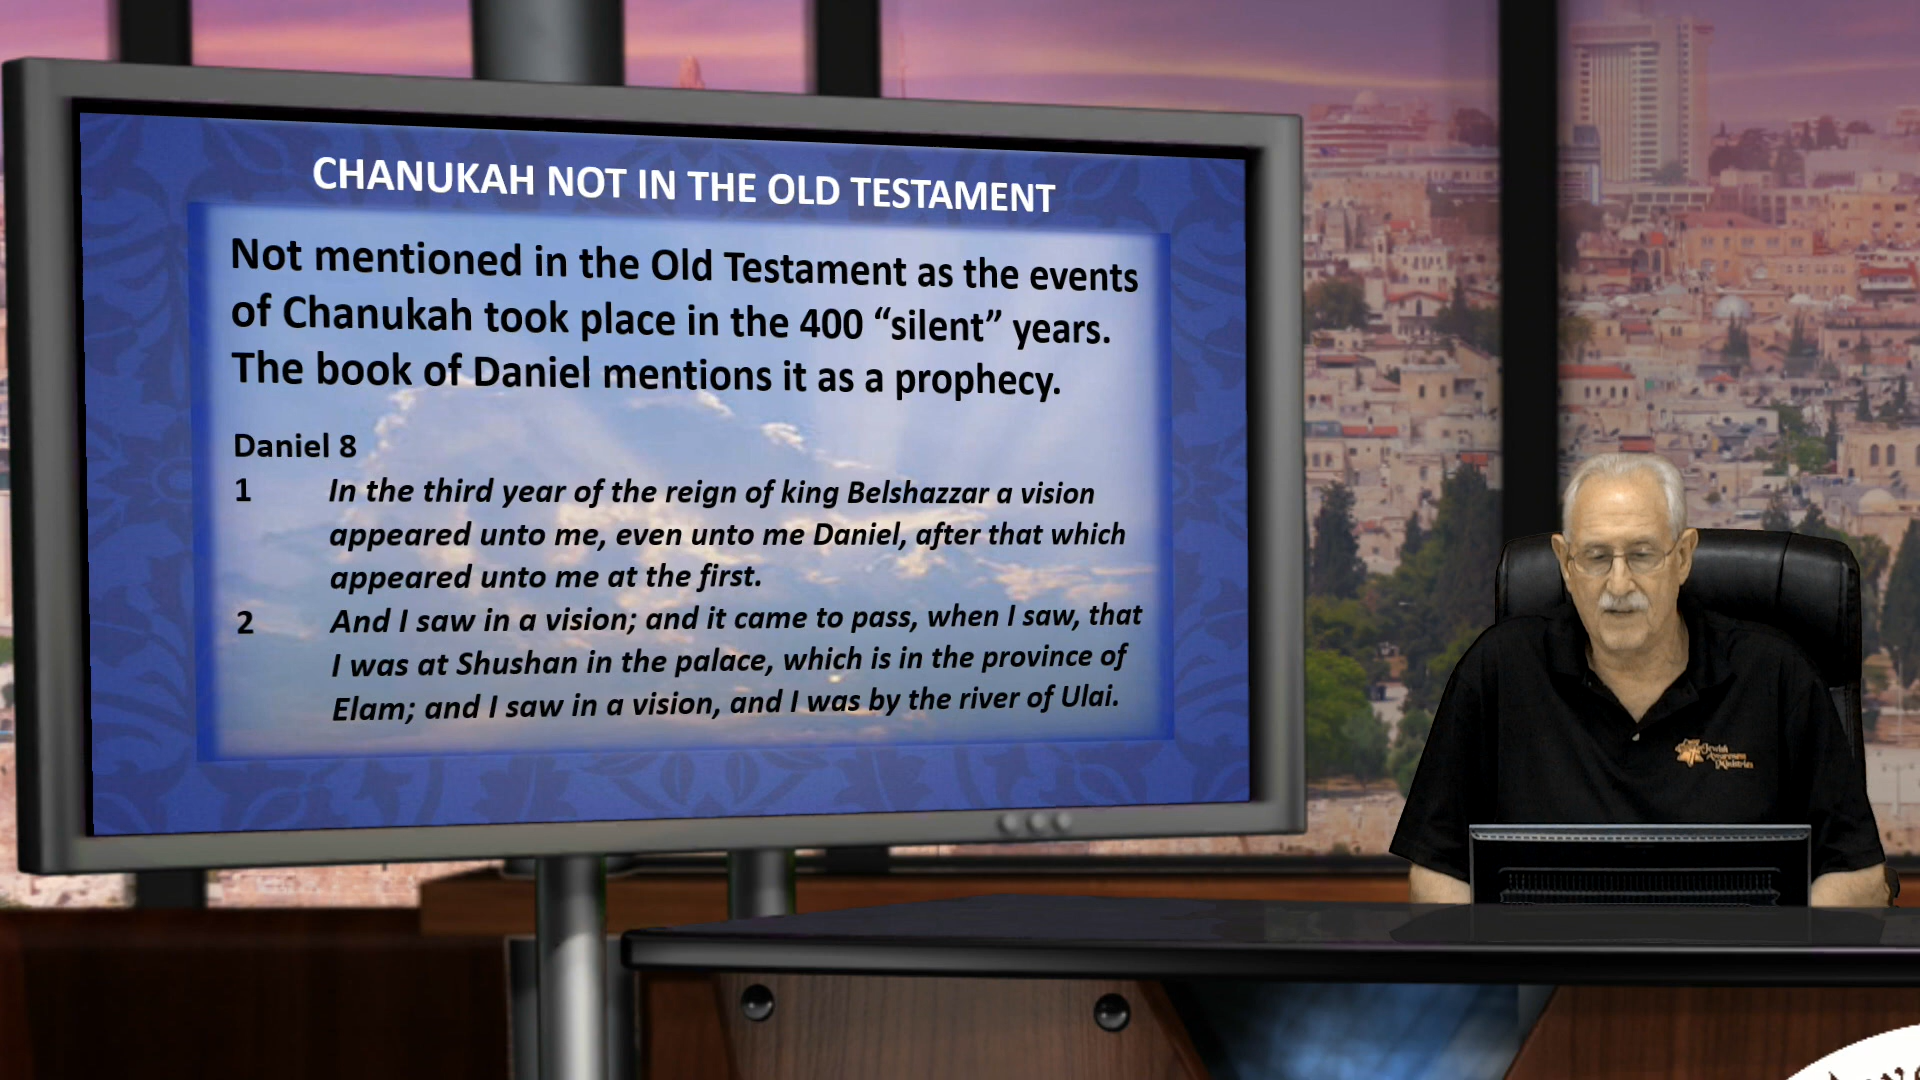 CHANUKAH NOT IN THE OLD TESTAMENT
Not mentioned in the Old Testament as the events
of Chanukah took place in the 400 “silent” years.
The book of Daniel mentions it as a prophecy.
Daniel 8
1 In the third year of the reign of king Belshazzar a vision
appeared unto me, even unto me Daniel, after that which
appeared unto me at the first.
2 And I saw in a vision; and it came to pass, when I saw, that
I was at Shushan in the palace, which is in the province of
Elam; and I saw in a vision, and I was by the river of Ulai.
Jewish
Awareness
Ministries